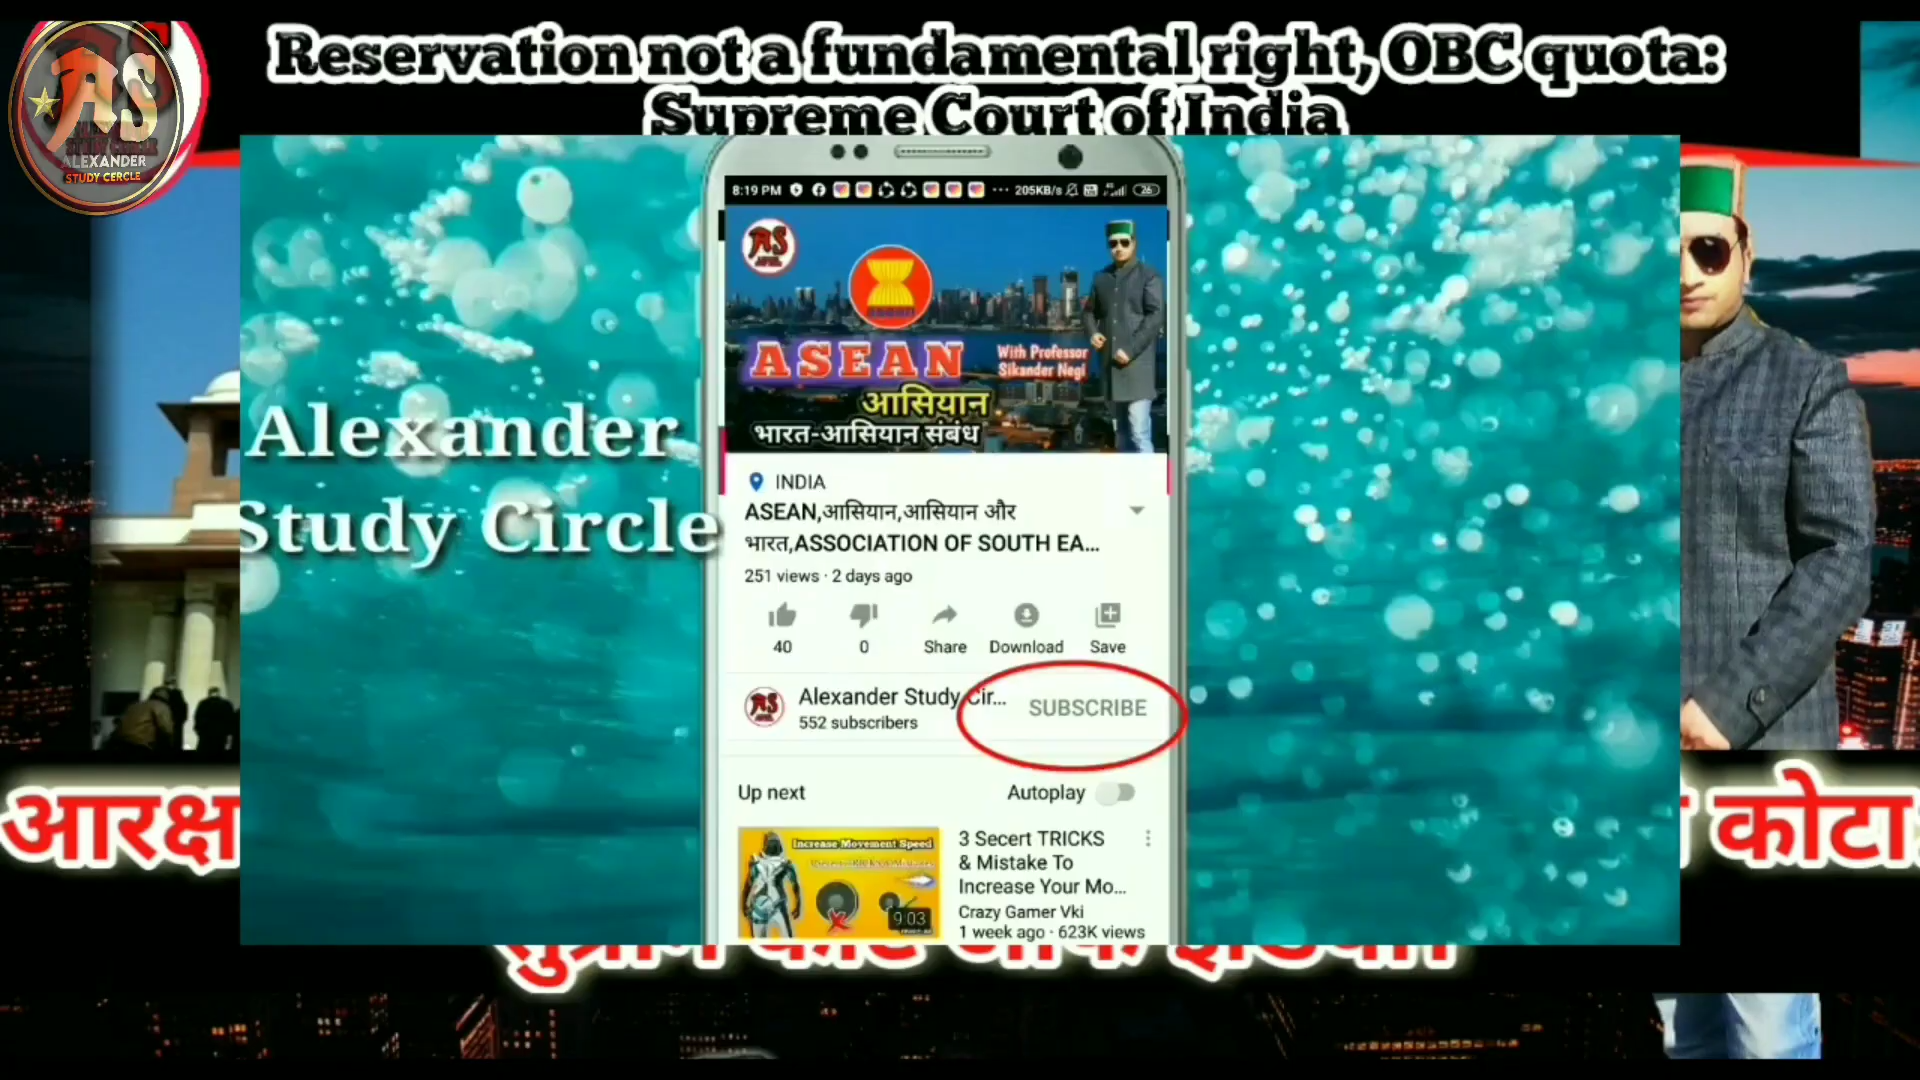 Reservation not a fundamental right, OBC quota:
Supreme Court of India
AS
ALEXANDER
STUDY CERCLE
Alexander
Study Circle
8:19 PM
205KB/s
26
AS
ASEAN
With Professor
Sikander Negi
आसियान
भारत-आसियान संबंध
INDIA
ASEAN,आसियान,आसियान और
भारत,ASSOCIATION OF SOUTH EA...
251 views · 2 days ago
40
0
Share
Download
Save
AS
Alexander Study Cir...
552 subscribers
SUBSCRIBE
Up next
Autoplay
Increase Movement Speed
9:03
3 Secert TRICKS
& Mistake To
Increase Your Mo...
Crazy Gamer Vki
1 week ago · 623K views
कोटा: